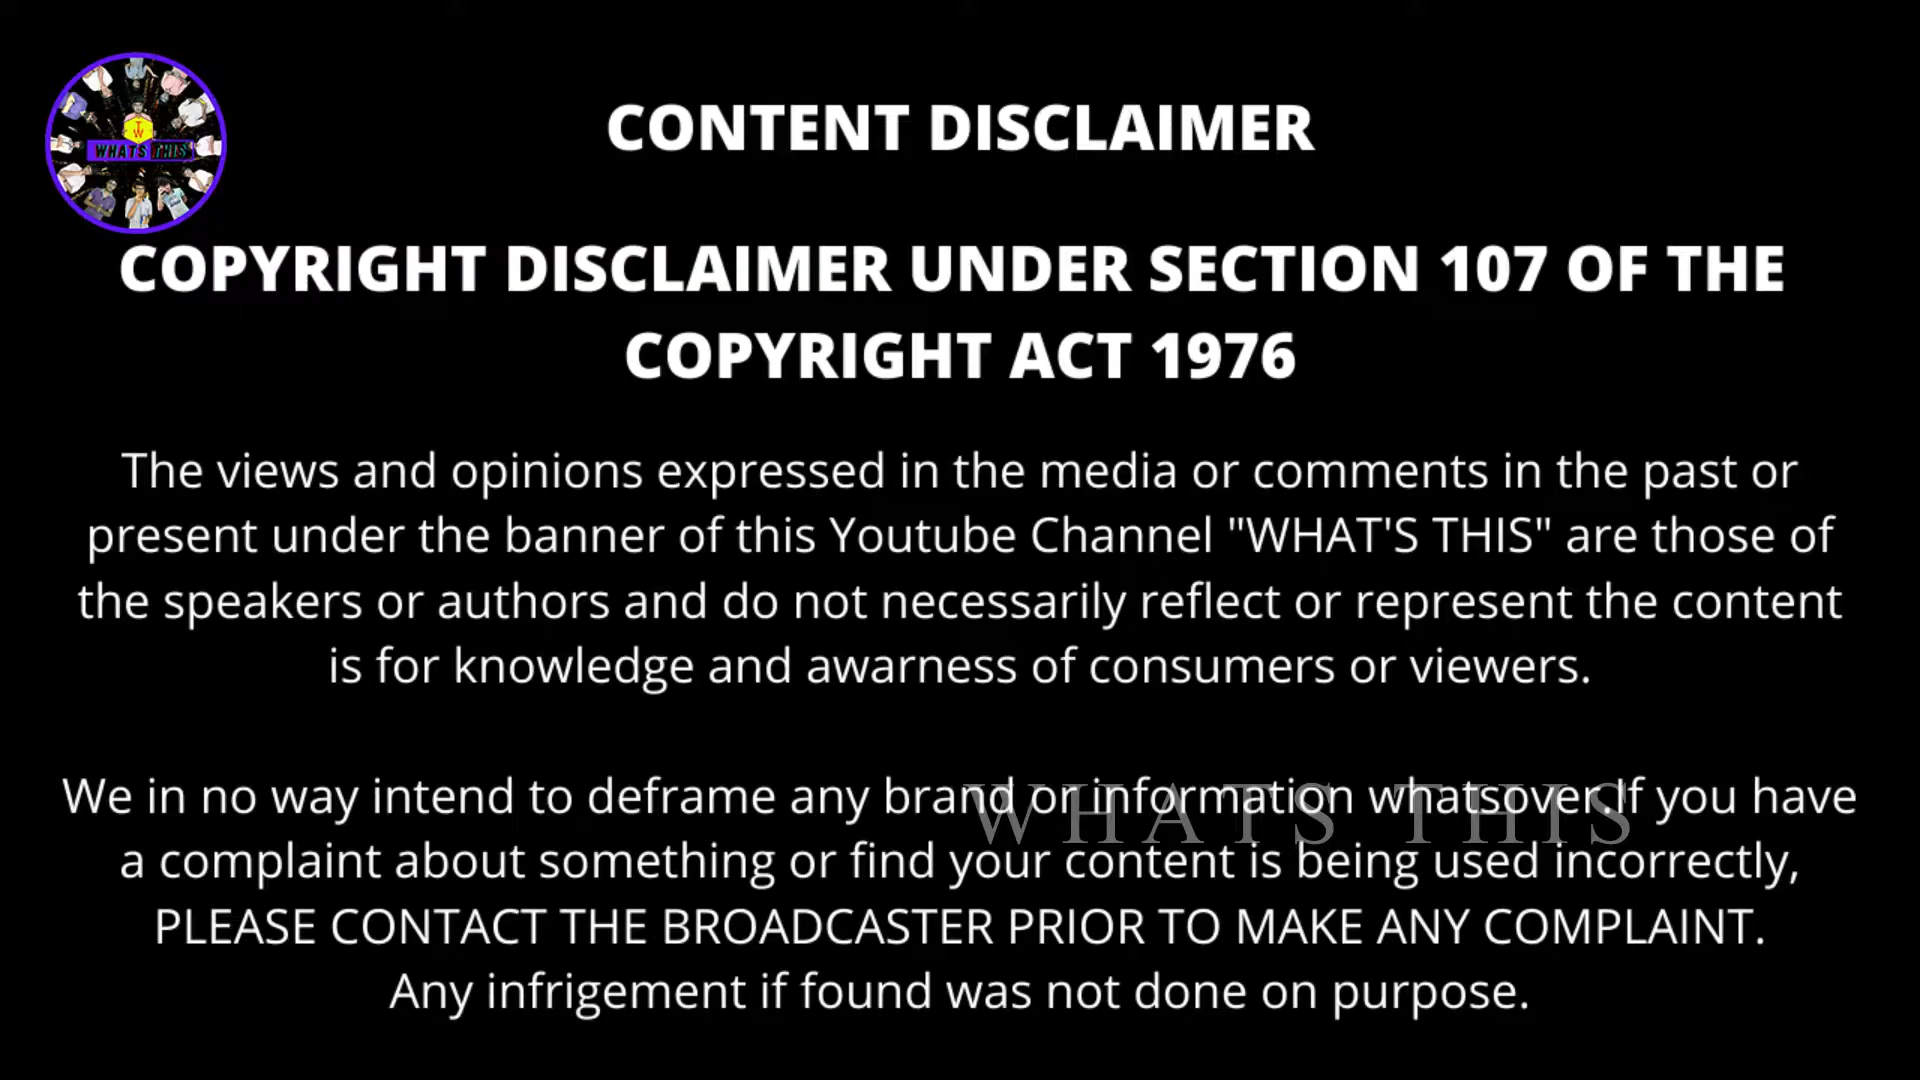 CONTENT DISCLAIMER
TW
WHATS THIS
COPYRIGHT DISCLAIMER UNDER SECTION 107 OF THE
COPYRIGHT ACT 1976
The views and opinions expressed in the media or comments in the past or
present under the banner of this Youtube Channel "WHAT'S THIS" are those of
the speakers or authors and do not necessarily reflect or represent the content
is for knowledge and awarness of consumers or viewers.
We in no way intend to deframe any brand or information whatsover.If you have
WHATS THIS
a complaint about something or find your content is being used incorrectly,
PLEASE CONTACT THE BROADCASTER PRIOR TO MAKE ANY COMPLAINT.
Any infrigement if found was not done on purpose.